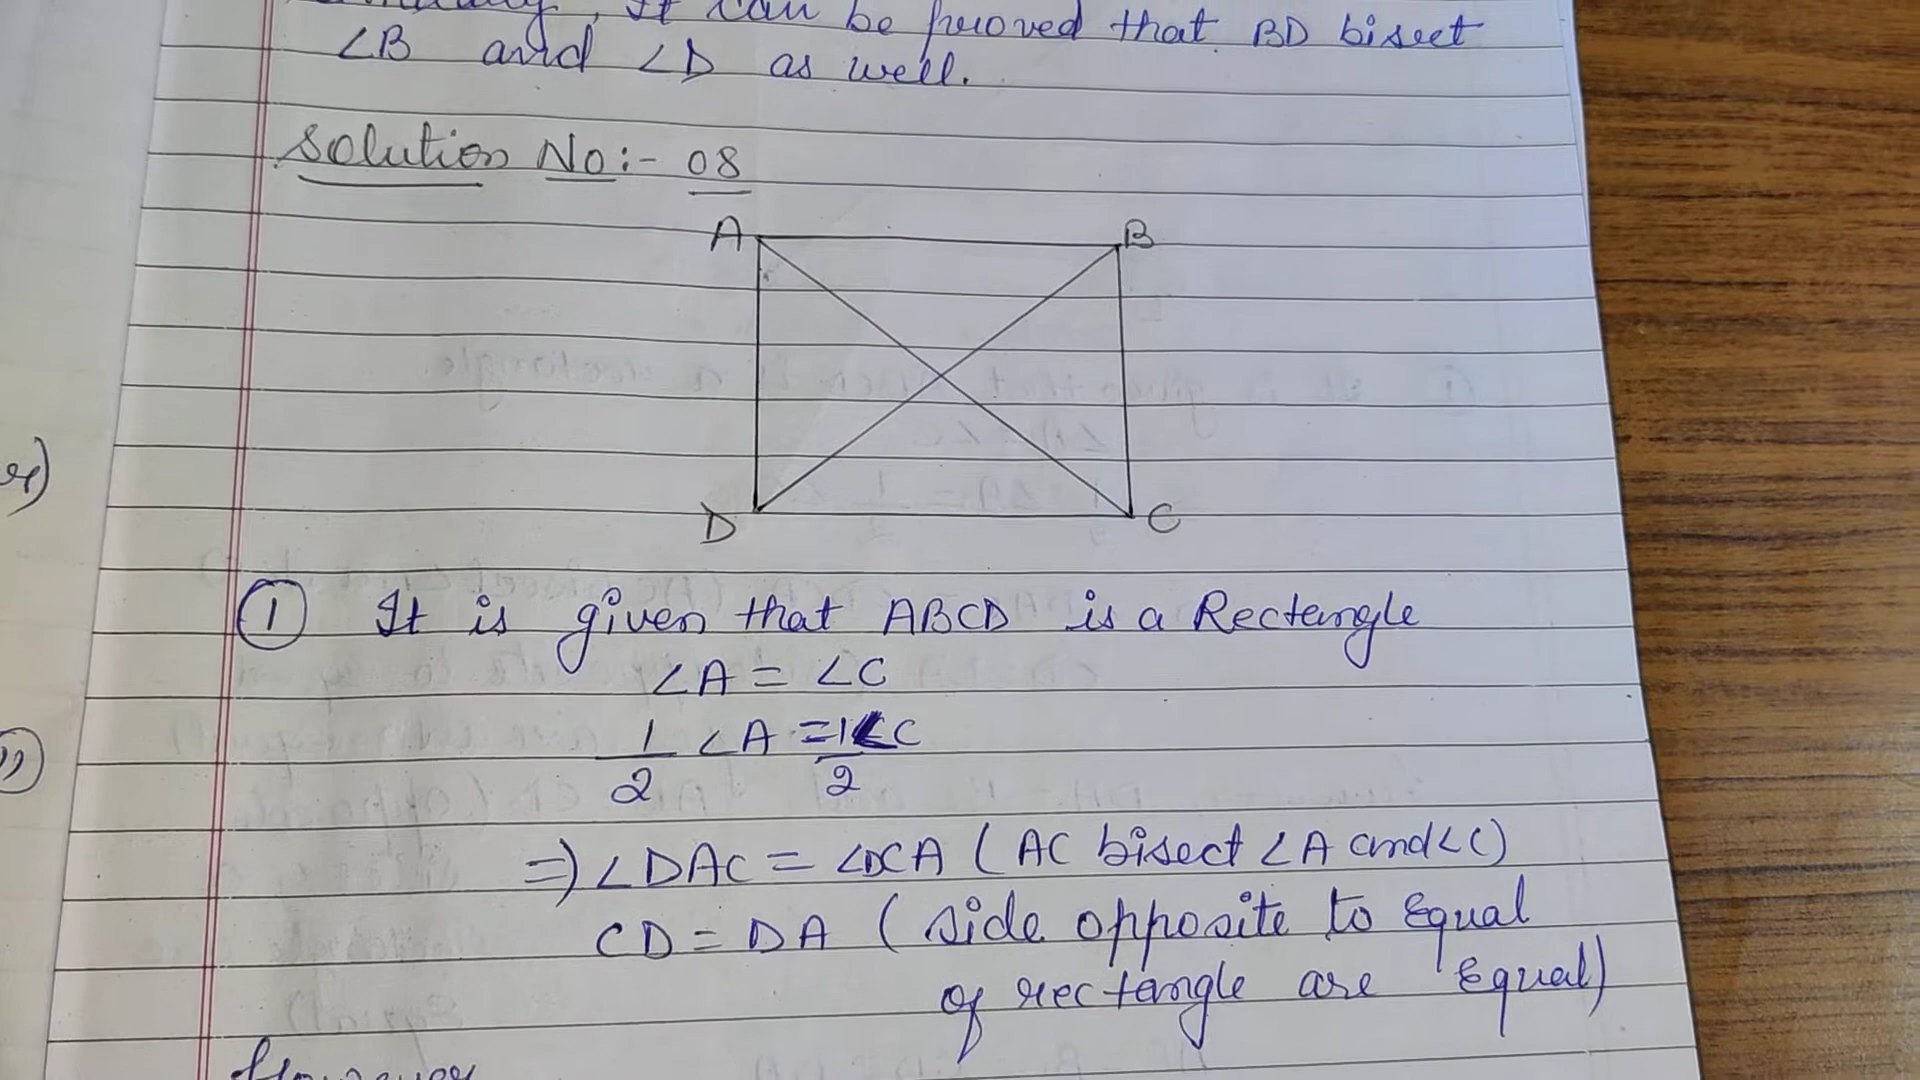 It can be proved that BD bisect
∠B and ∠D as well.
Solution No:- 08
A B
D C
① It is given that ABCD is a Rectangle
∠A = ∠C
1/2 ∠A = 1∠C/2
=) ∠DAC = ∠DCA (AC bisect ∠A and ∠C)
CD = DA (side opposite to Equal
of rectangle are Equal)